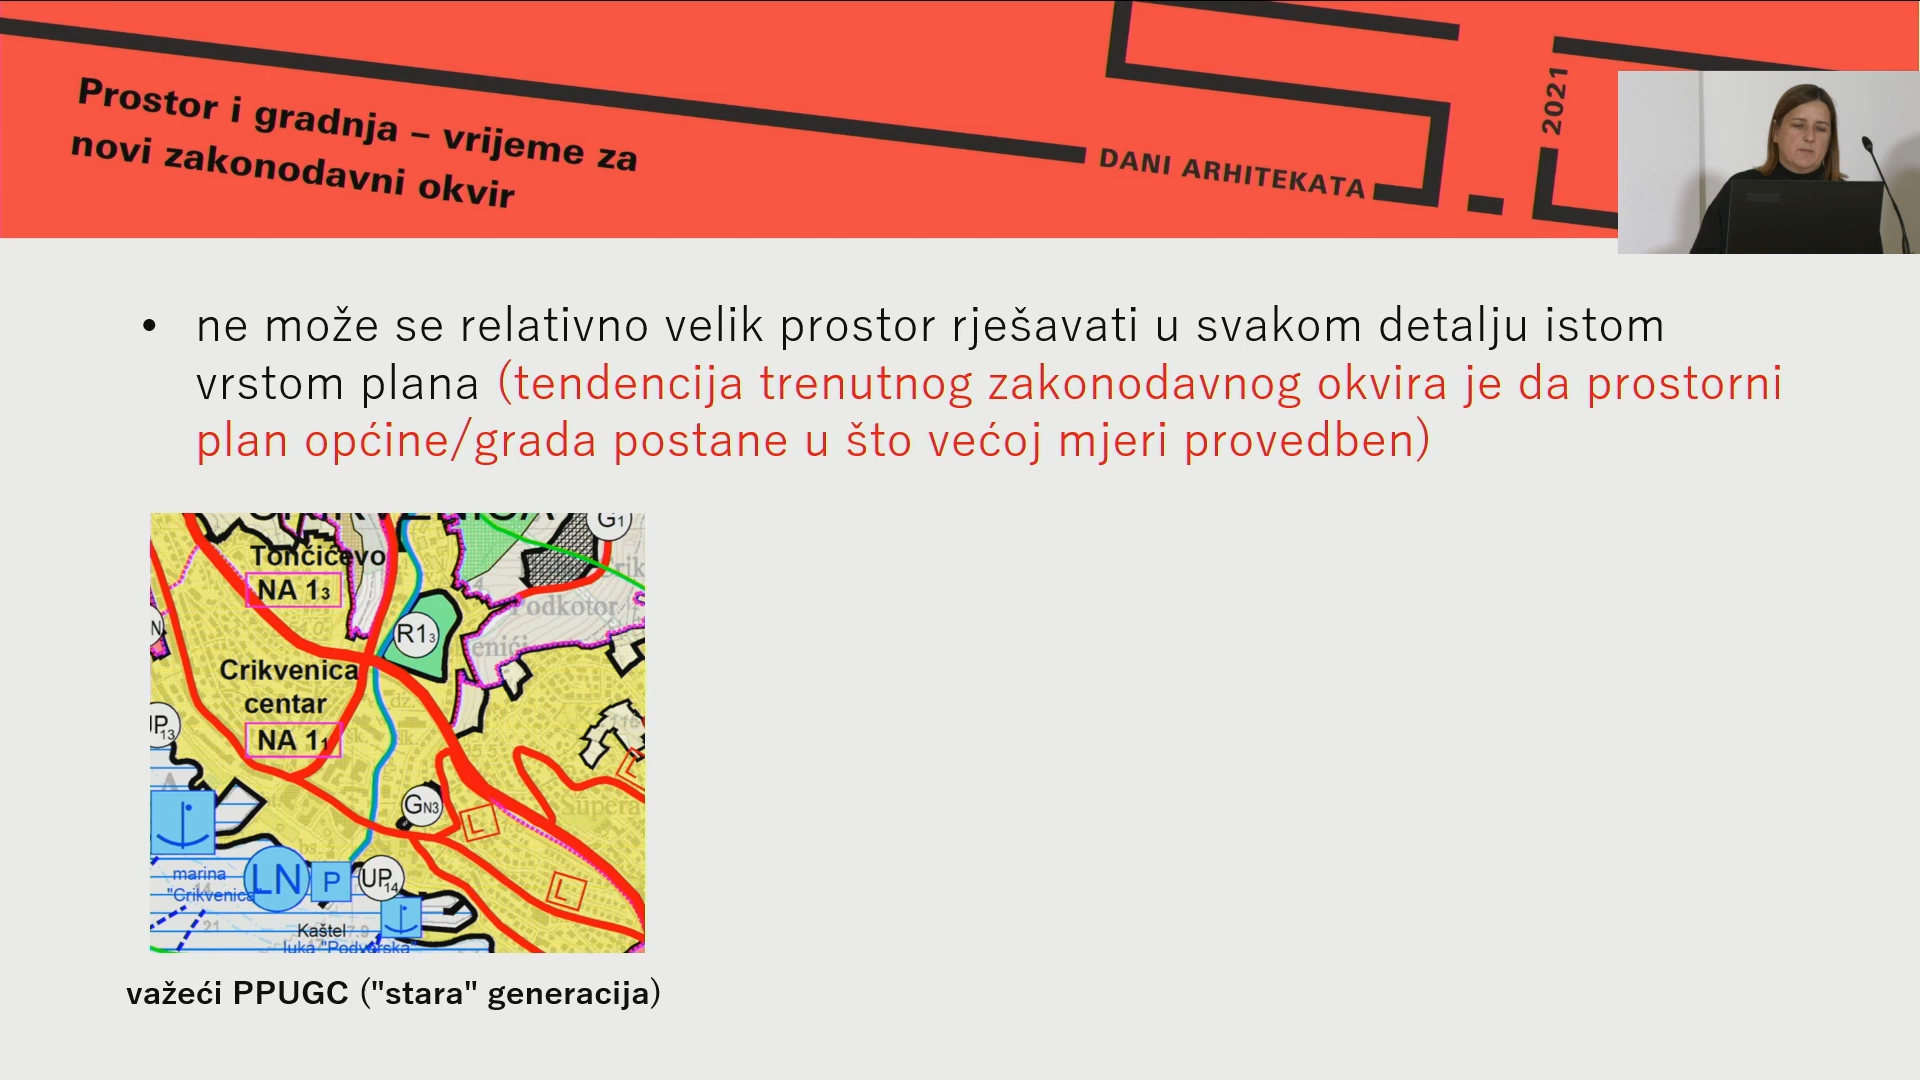 Prostor i gradnja – vrijeme za
novi zakonodavni okvir
DANI ARHITEKATA
2021
• ne može se relativno velik prostor rješavati u svakom detalju istom
vrstom plana (tendencija trenutnog zakonodavnog okvira je da prostorni
plan općine/grada postane u što većoj mjeri provedben)
G1
Tončićevo
NA 13
Podkotor
R13
Crikvenica
centar
NA 11
GN3
L
L
L
marina
"Crikvenica"
LN
P
UP14
Kaštel
luka "Podvorska"
važeći PPUGC ("stara" generacija)